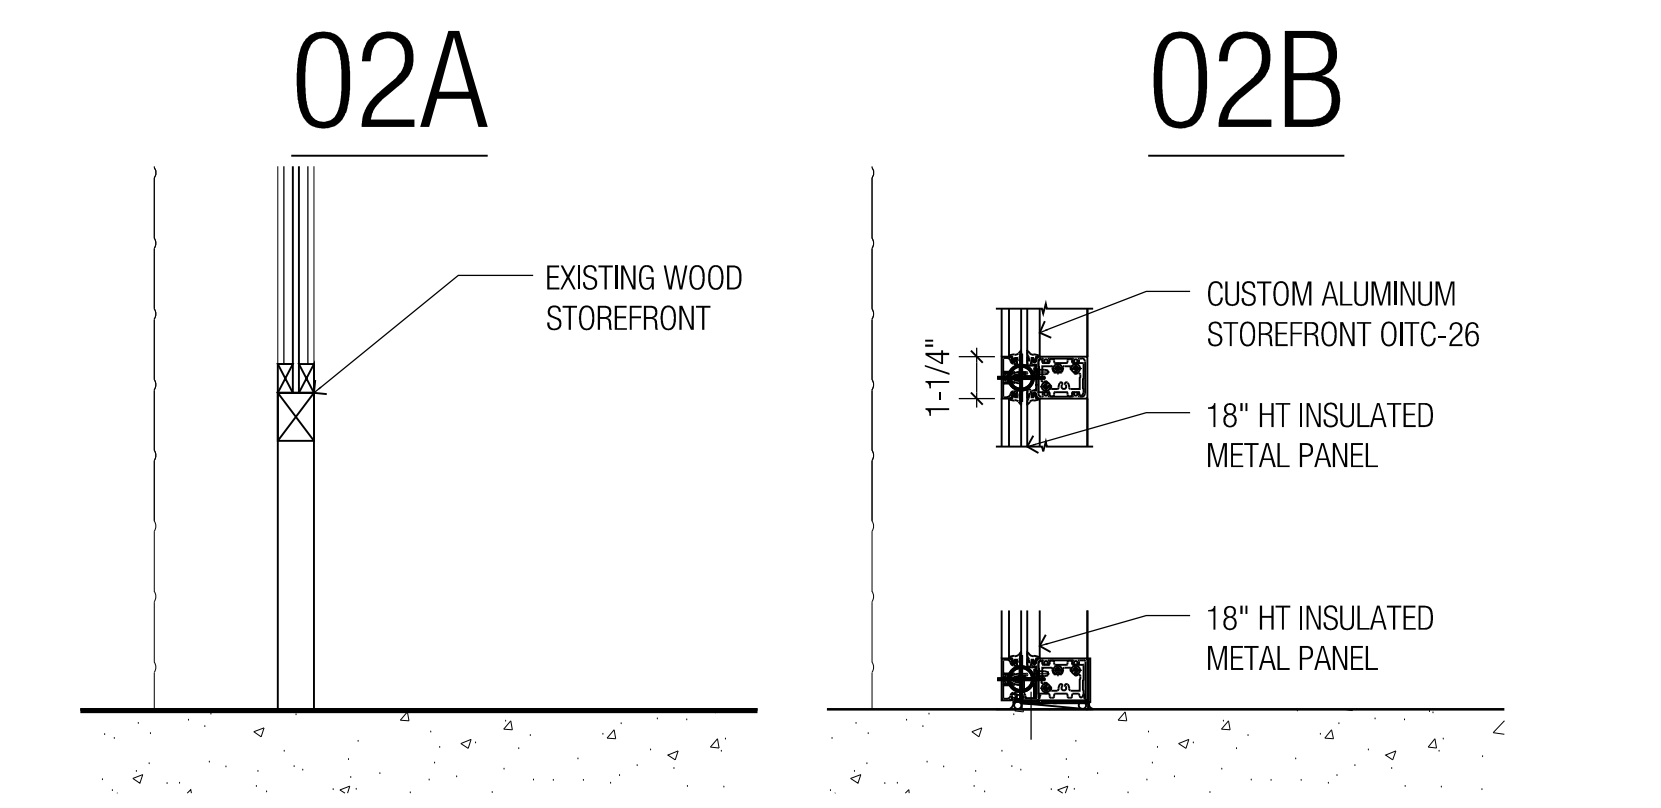 02A
EXISTING WOOD
STOREFRONT
02B
CUSTOM ALUMINUM
STOREFRONT OITC-26
1-1/4"
18" HT INSULATED
METAL PANEL
18" HT INSULATED
METAL PANEL